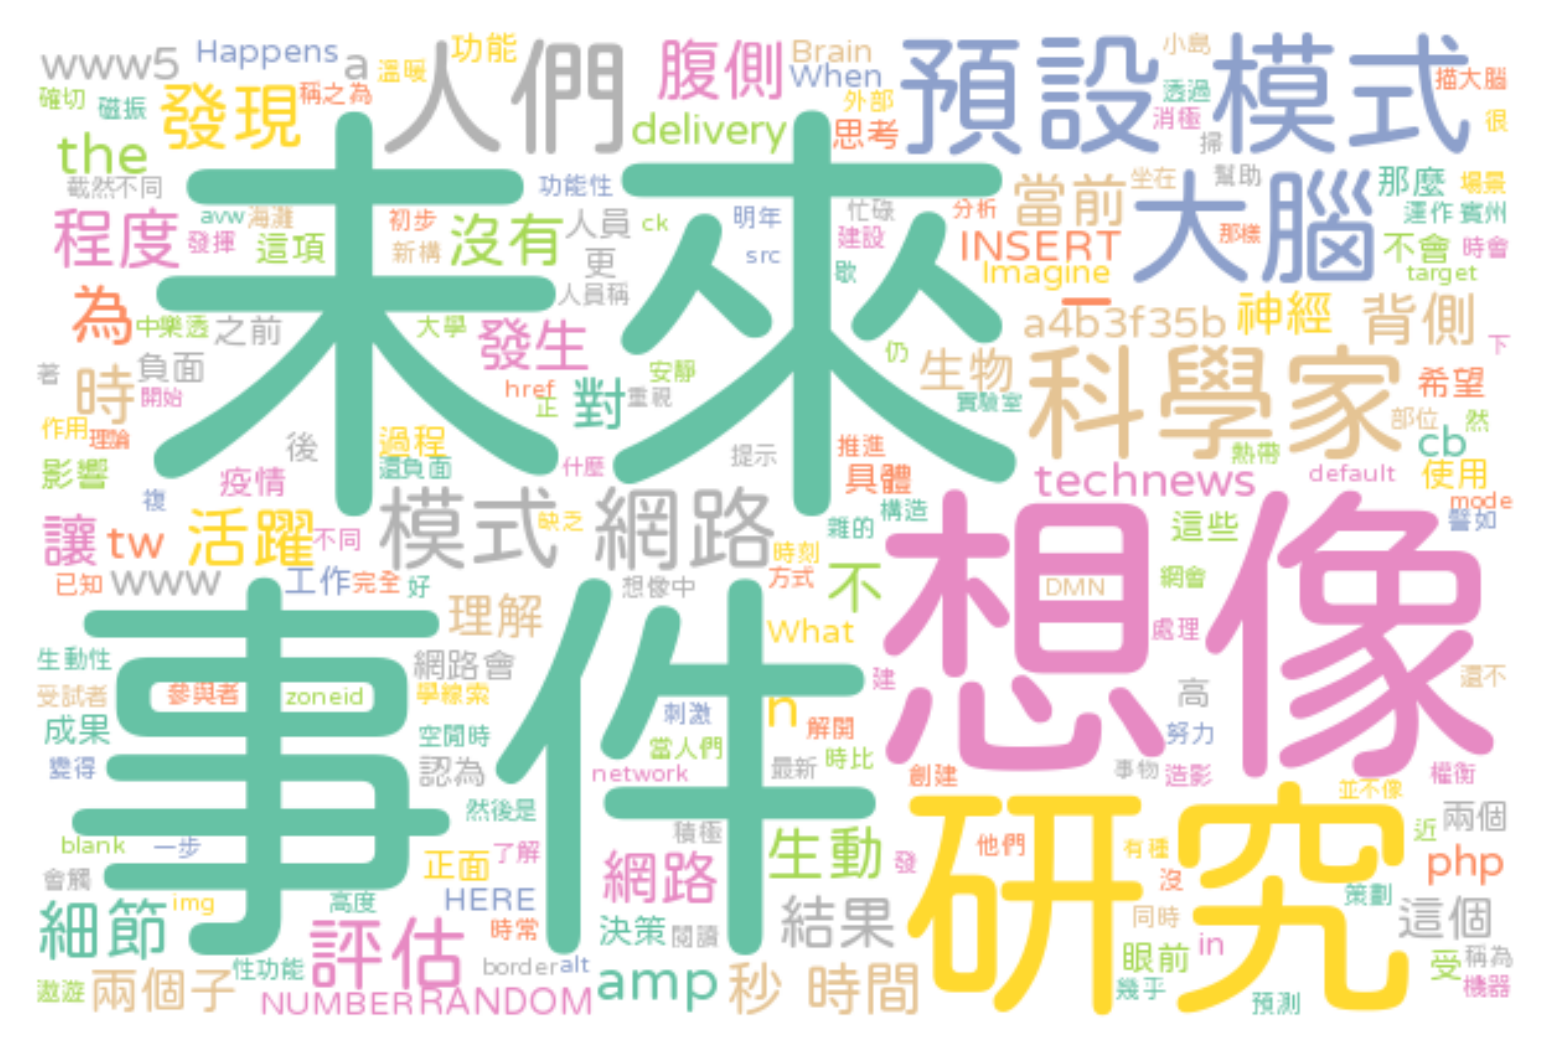 www5 Happens a 溫暖 功能 人們 腹側 Brain When 預設模式 小島 描大腦
確切 磁振 發現 稱之為 delivery 外部 思考 透過 消極 掃 很
the 截然不同 功能性 未來 當前 坐在 幫助 大腦 那麼 場景
程度 avw 海灘 發揮 這項 初步 新構 沒有 人員 ck 更 明年 src 忙碌 建設 分析 INSERT 那樣 運作 賓州 不會 時會
人員稱 歇 Imagine target
為 中樂透 之前 大學 發生 仍 _ a4b3f35b 神經 背側 下
著 時 負面 開始 href 正 對 重視 安靜 生物 實驗室 科學家 希望
作用 理論 後 過程 還負面 什麼 提示 推進 具體 部位 然 cb 熱帶
影響 複 疫情 technews default 使用 mode
讓 tw 活躍 不同 模式 缺乏 網路 時刻 雜的 構造 想像 這些 譬如
已知 www 工作 完全 好 想像中 方式 不 DMN 網會
事件 理解 What 處理
生動性 網路會 建 還不
受試者 參與者 zoneid 學線索 刺激 n 解開 高
成果 空閒時 當人們 時比 努力
變得 認為 network 最新 創建 事物 造影 權衡
然後是 研究 並不像
blank 一步 積極 生動 他們 有種 近 兩個
會觸 正面 了解 網路 發 沒 php
細節 img 高度 HERE 結果 同時 策劃 這個
評估 時常 決策 閱讀 in
遨遊 兩個子 性功能 border alt amp 秒 時間 眼前 受 稱為
NUMBER RANDOM 幾乎 預測 機器